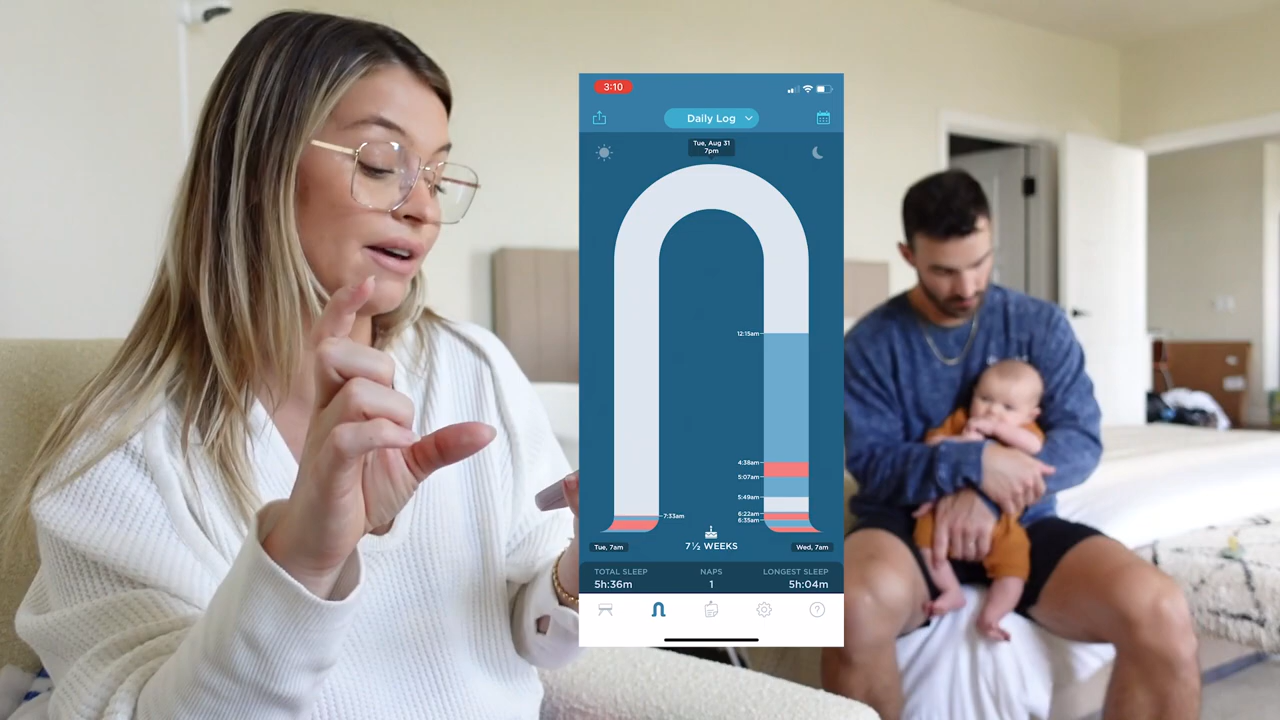 3:10
Daily Log
Tue, Aug 31
7pm
12:15am
4:38am
5:07am
5:49am
6:22am
6:35am
7:33am
7½ WEEKS
Tue, 7am
Wed, 7am
TOTAL SLEEP
5h:36m
NAPS
1
LONGEST SLEEP
5h:04m
?